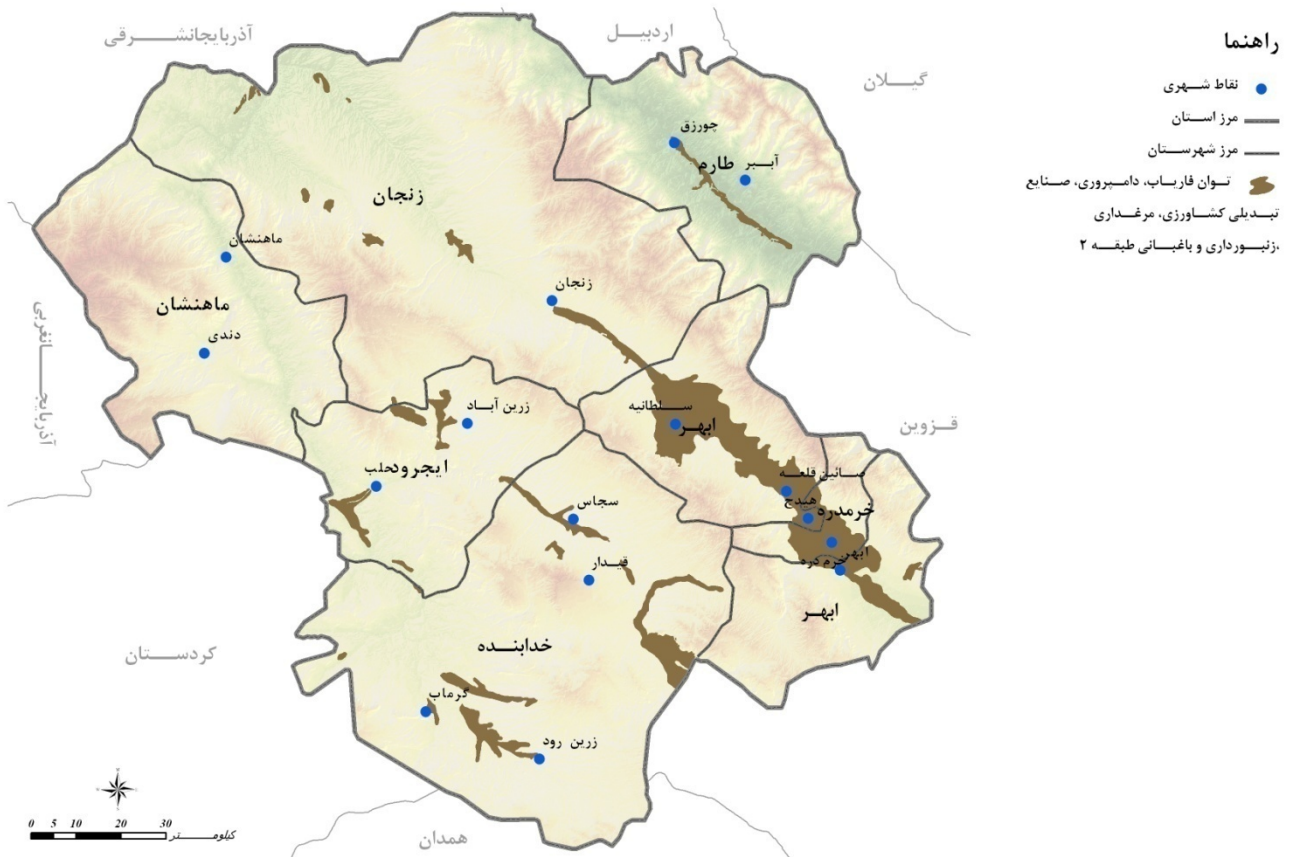 راهنما
نقاط شهری
مرز استان
مرز شهرستان
توان فاریاب، دامپروری، صنایع
تبدیلی کشاورزی، مرغداری
زنبورداری و باغبانی طبقه ۲.
آذربایجانشرقی
اردبیل
گیلان
چورزق
آببر
طارم
زنجان
ماهنشان
زنجان
ماهنشان
دندی
آذربایجانغربی
قزوین
زرین آباد
سلطانیه
ابهر
ایجرود
حلب
صائین قلعه
هیدج
خرمدره
سجاس
ابهر
خرم دره
قیدار
ابهر
خدابنده
کردستان
گرماب
زرین رود
همدان
0 5 10 20 30
کیلومتر